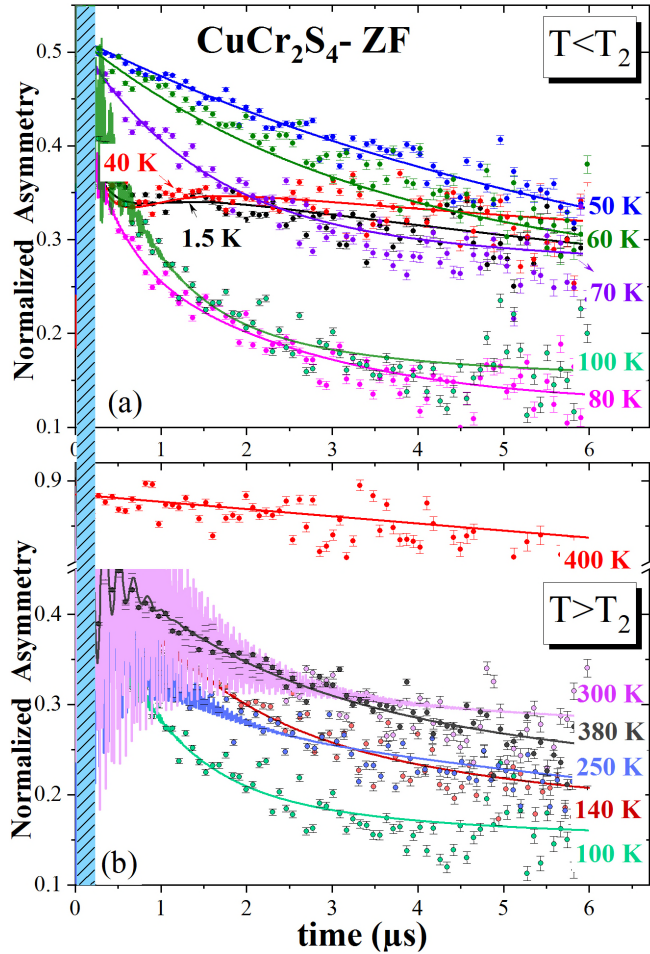 CuCr₂S₄- ZF
T<T₂
0.5
0.4
0.3
0.2
0.1
Normalized Asymmetry
40 K
1.5 K
50 K
60 K
70 K
100 K
80 K
(a)
0 1 2 3 4 5 6
0.9
0.4
0.3
0.2
0.1
Normalized Asymmetry
400 K
T>T₂
300 K
380 K
250 K
140 K
100 K
(b)
0 1 2 3 4 5 6
time (μs)